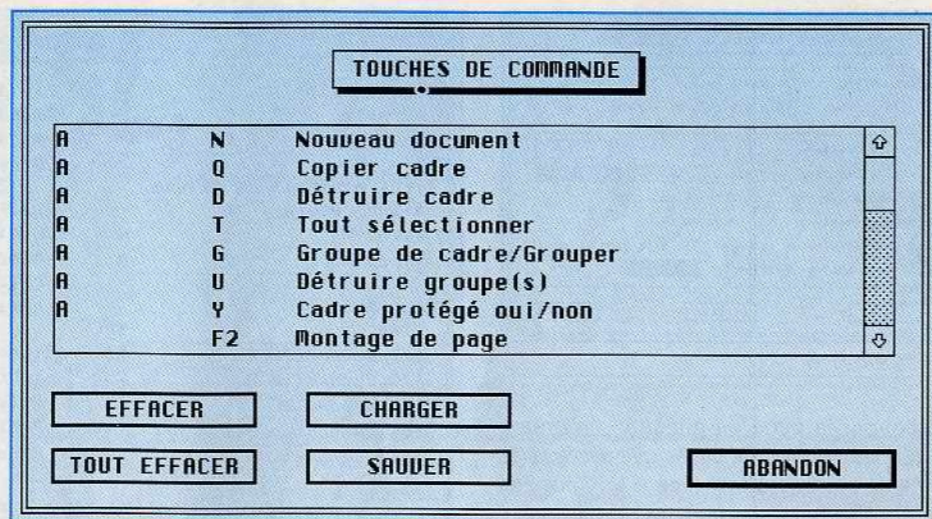 TOUCHES DE COMMANDE
A N Nouveau document
A Q Copier cadre
A D Détruire cadre
A T Tout sélectionner
A G Groupe de cadre/Grouper
A U Détruire groupe(s)
A Y Cadre protégé oui/non
F2 Montage de page
EFFACER CHARGER
TOUT EFFACER SAUVER ABANDON